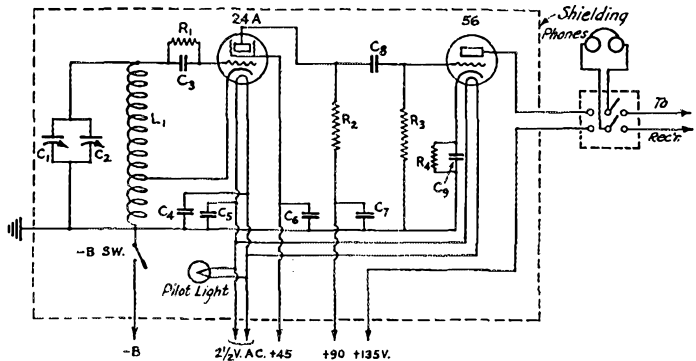 24A
56
Shielding
Phones
R1
C3
C8
L1
C1
C2
R2
R3
R4
C9
To
Rec'r.
C4
C5
C6
C7
-B SW.
Pilot Light
-B
2½V. A.C.
+45
+90
+135V.